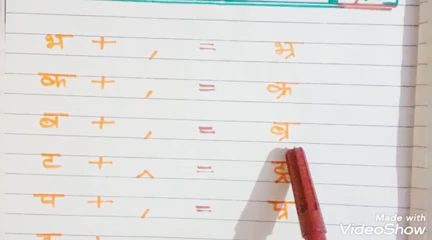 भ + ् = भ्र
क + ् = क्र
ब + ् = ब्र
ट + ^ =
प + ् = प्र
Made with
VideoShow